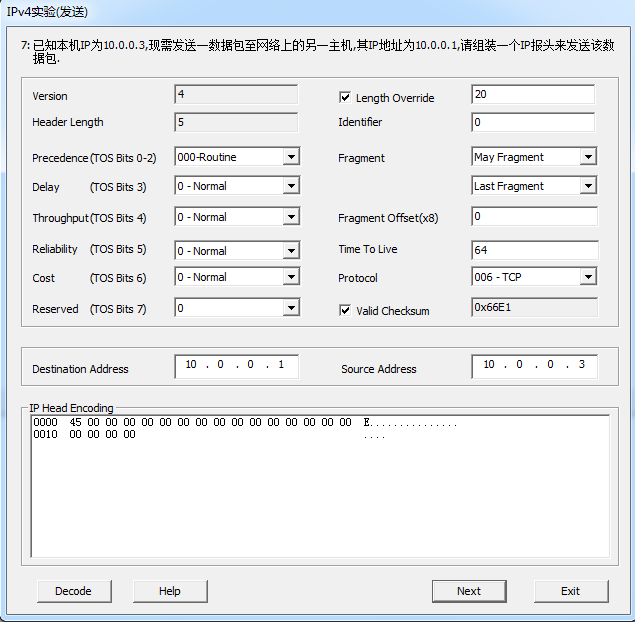 IPv4实验(发送)
7: 已知本机IP为10.0.0.3,现需发送一数据包至网络上的另一主机,其IP地址为10.0.0.1,请组装一个IP报头来发送该数
据包.
Version 4 Length Override 20
Header Length 5 Identifier 0
Precedence(TOS Bits 0-2) 000-Routine Fragment May Fragment
Delay (TOS Bits 3) 0 - Normal Last Fragment
Throughput(TOS Bits 4) 0 - Normal Fragment Offset(x8) 0
Reliability (TOS Bits 5) 0 - Normal Time To Live 64
Cost (TOS Bits 6) 0 - Normal Protocol 006 - TCP
Reserved (TOS Bits 7) 0 Valid Checksum 0x66E1
Destination Address 10 . 0 . 0 . 1 Source Address 10 . 0 . 0 . 3
IP Head Encoding
0000 45 00 00 00 00 00 00 00 00 00 00 00 00 00 00 00 E...............
0010 00 00 00 00 ....
Decode Help Next Exit